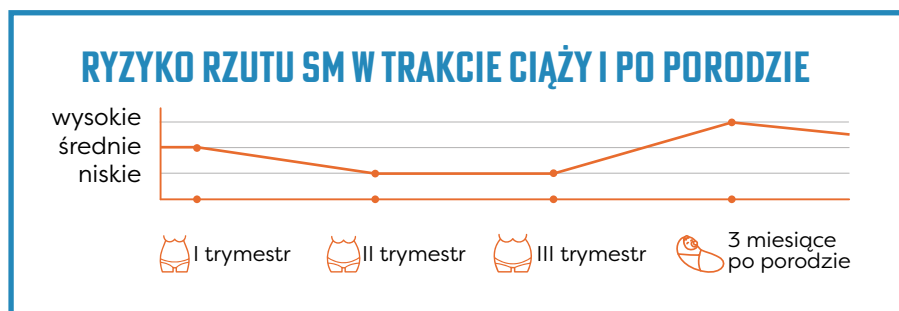 RYZYKO RZUTU SM W TRAKCIE CIĄŻY I PO PORODZIE
wysokie
średnie
niskie
I trymestr
II trymestr
III trymestr
3 miesiące
po porodzie